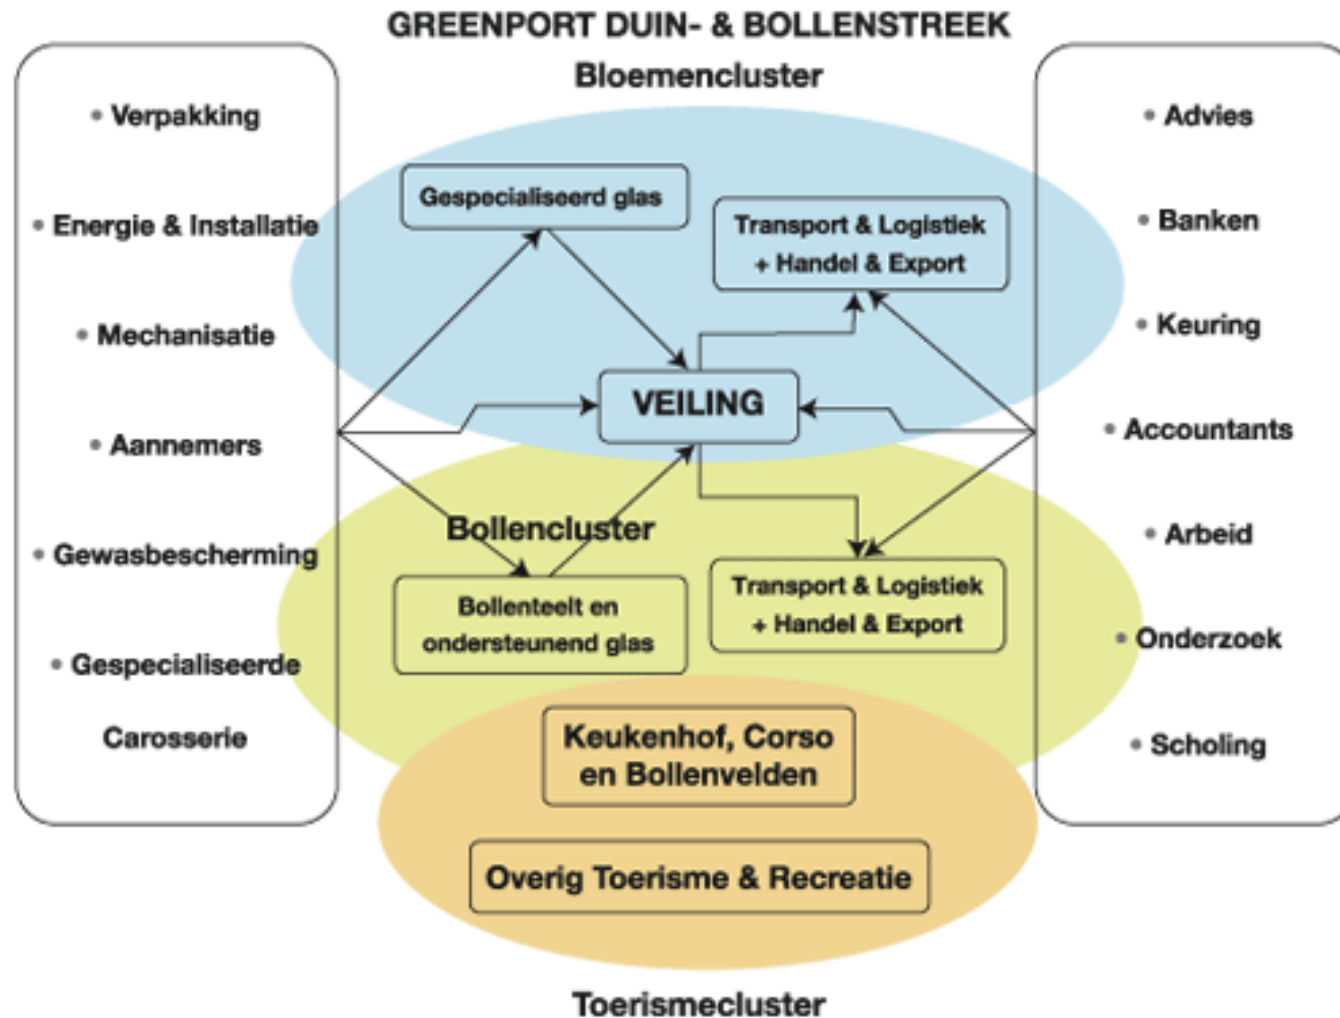 GREENPORT DUIN- & BOLLENSTREEK
Bloemencluster
• Verpakking
• Energie & Installatie
• Mechanisatie
• Aannemers
• Gewasbescherming
• Gespecialiseerde
Carosserie
Gespecialiseerd glas
Transport & Logistiek
+ Handel & Export
VEILING
Bollencluster
Bollenteelt en
ondersteunend glas
Transport & Logistiek
+ Handel & Export
Keukenhof, Corso
en Bollenvelden
Overig Toerisme & Recreatie
Toerismecluster
• Advies
• Banken
• Keuring
• Accountants
• Arbeid
• Onderzoek
• Scholing